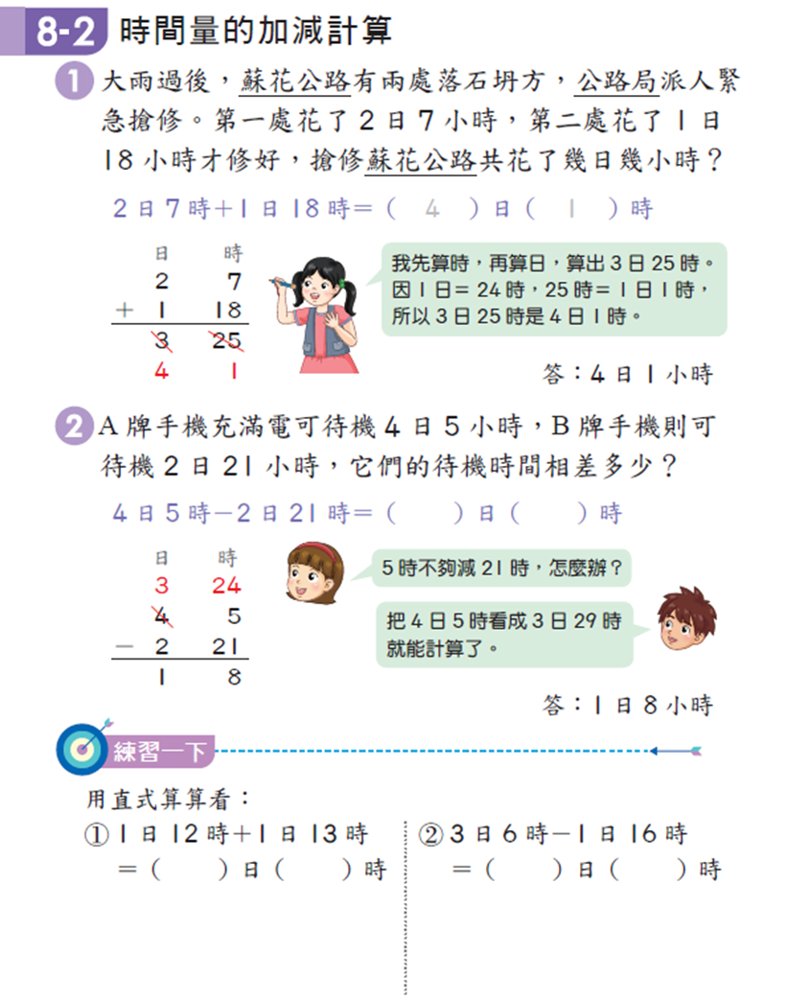 8-2 時間量的加減計算
1 大雨過後，蘇花公路有兩處落石坍方，公路局派人緊
急搶修。第一處花了 2 日 7 小時，第二處花了 1 日
18 小時才修好，搶修蘇花公路共花了幾日幾小時？
2 日 7 時＋1 日 18 時＝（ 4 ）日（ 1 ）時
日 時
2 7
＋ 1 18
3 25
4 1
我先算時，再算日，算出 3 日 25 時。
因 1 日＝ 24 時，25 時＝ 1 日 1 時，
所以 3 日 25 時是 4 日 1 時。
答：4 日 1 小時
2 A 牌手機充滿電可待機 4 日 5 小時，B 牌手機則可
待機 2 日 21 小時，它們的待機時間相差多少？
4 日 5 時－2 日 21 時＝（ ）日（ ）時
日 時
3 24
4 5
－ 2 21
1 8
5 時不夠減 21 時，怎麼辦？
把 4 日 5 時看成 3 日 29 時
就能計算了。
答：1 日 8 小時
練習一下
用直式算算看：
① 1 日 12 時＋1 日 13 時
＝（ ）日（ ）時
② 3 日 6 時－1 日 16 時
＝（ ）日（ ）時